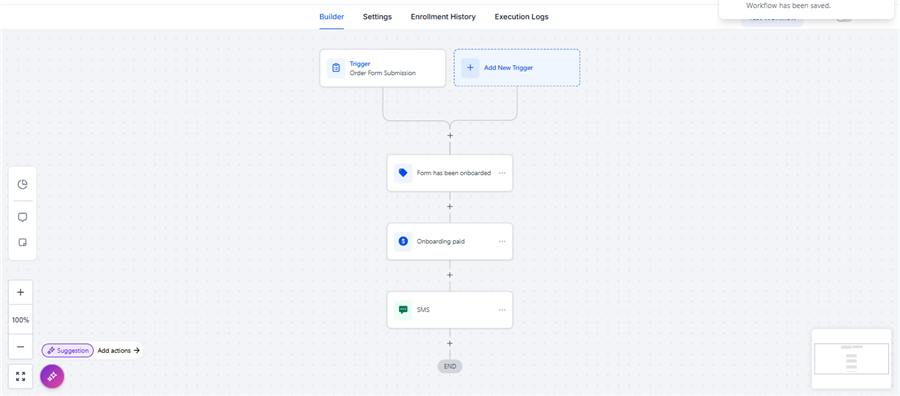 Workflow has been saved.
Builder
Settings
Enrollment History
Execution Logs
Trigger
Order Form Submission
Add New Trigger
Form has been onboarded
Onboarding paid
SMS
100%
Suggestion
Add actions
END